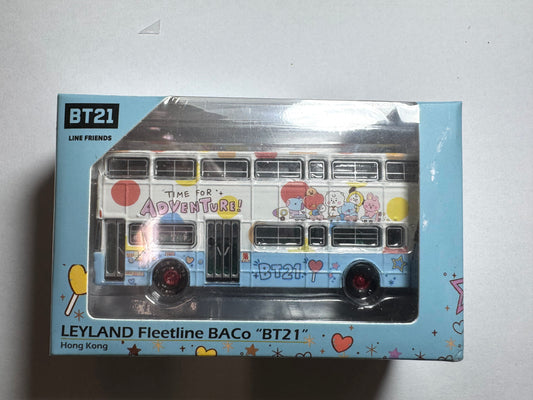 BT21
LINE FRIENDS
TIME FOR
ADVENTURE!
BT21
LEYLAND Fleetline BACo "BT21"
Hong Kong